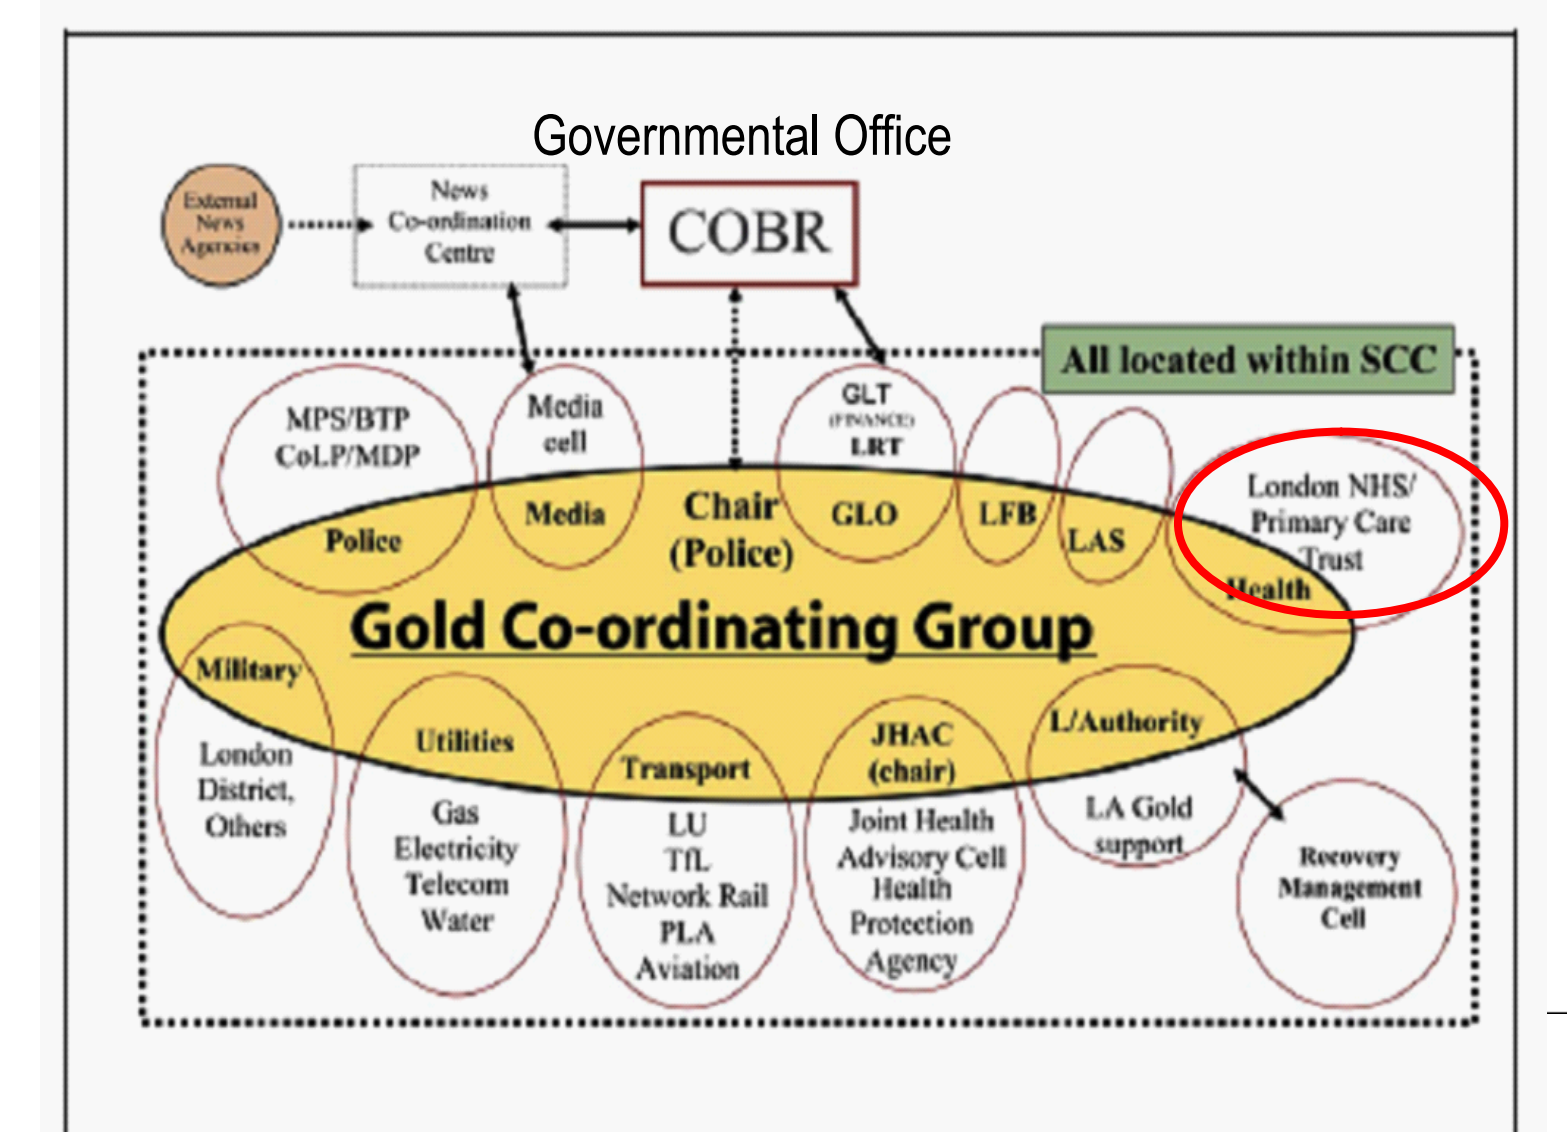 Governmental Office
External
News
Agencies
News
Co-ordination
Centre
COBR
All located within SCC
MPS/BTP
CoLP/MDP
Police
Media
cell
Media
Chair
(Police)
GLT
(FINANCE)
LRT
GLO
LFB
LAS
London NHS/
Primary Care
Trust
Health
Gold Co-ordinating Group
Military
London
District,
Others
Utilities
Gas
Electricity
Telecom
Water
Transport
LU
TfL
Network Rail
PLA
Aviation
JHAC
(chair)
Joint Health
Advisory Cell
Health
Protection
Agency
L/Authority
LA Gold
support
Recovery
Management
Cell